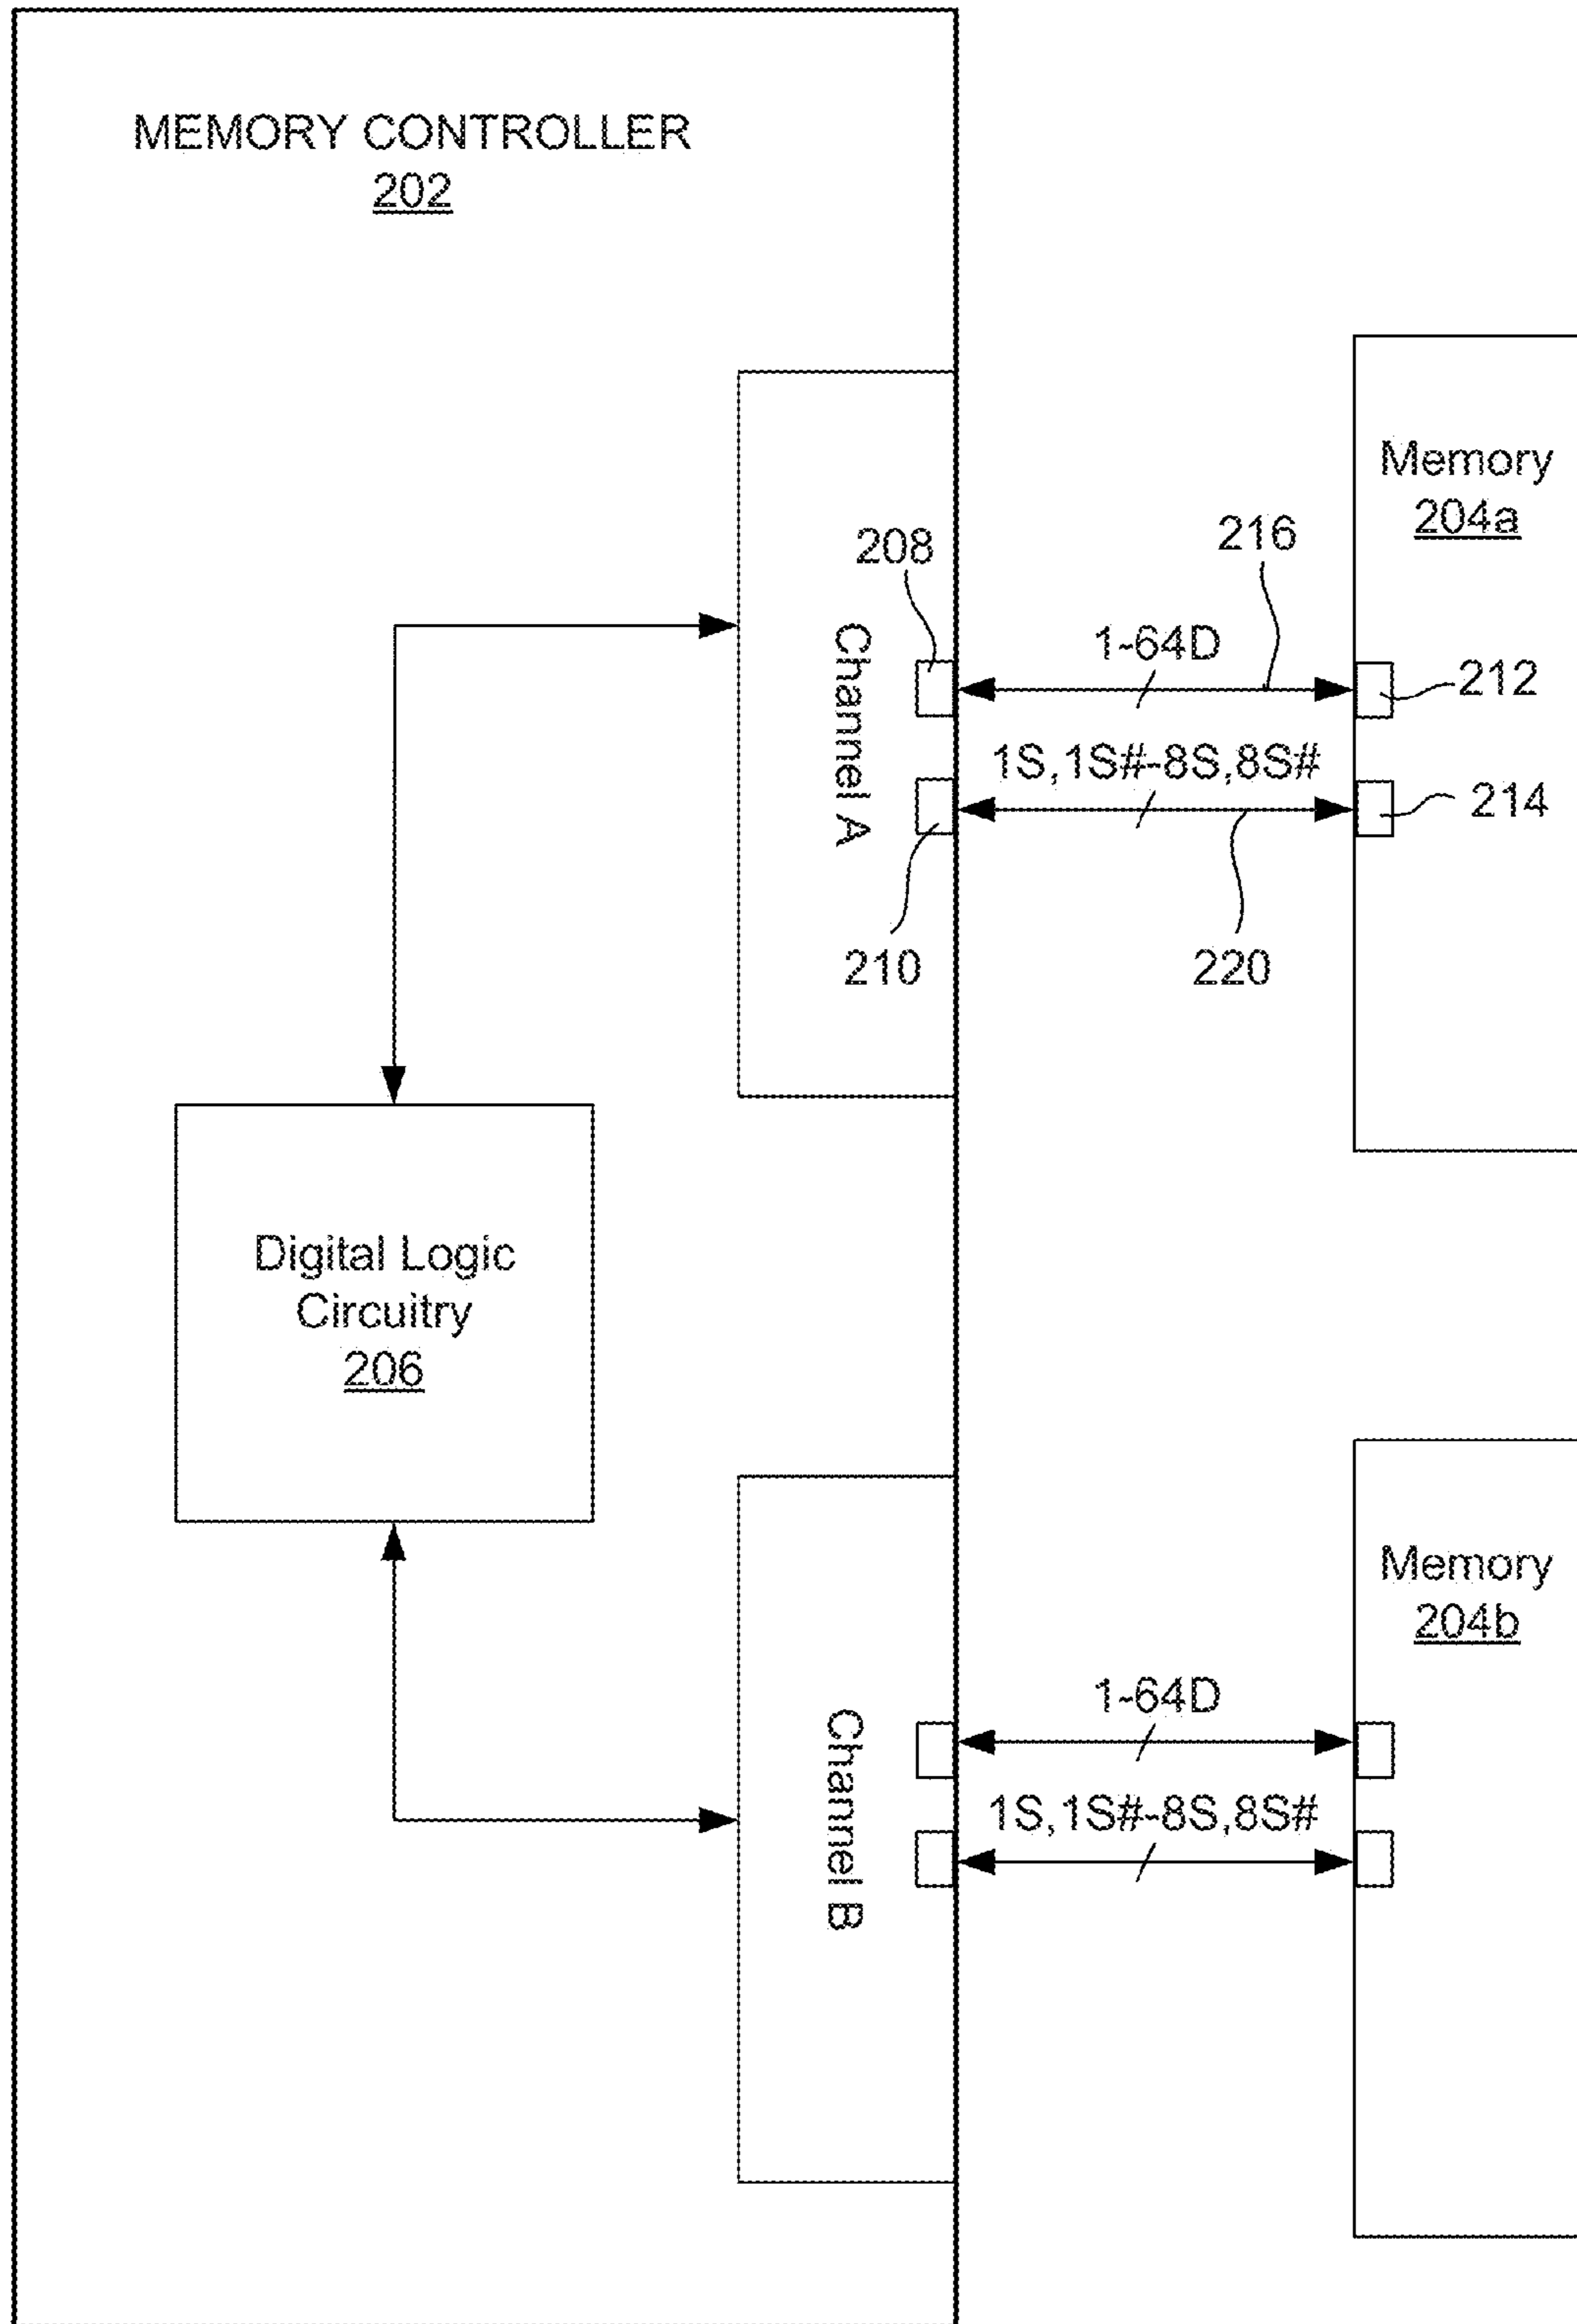 MEMORY CONTROLLER
202
Memory
204a
208
216
1-64D
212
Channel A
1S,1S#-8S,8S#
214
210
220
Digital Logic
Circuitry
206
Memory
204b
1-64D
Channel B
1S,1S#-8S,8S#